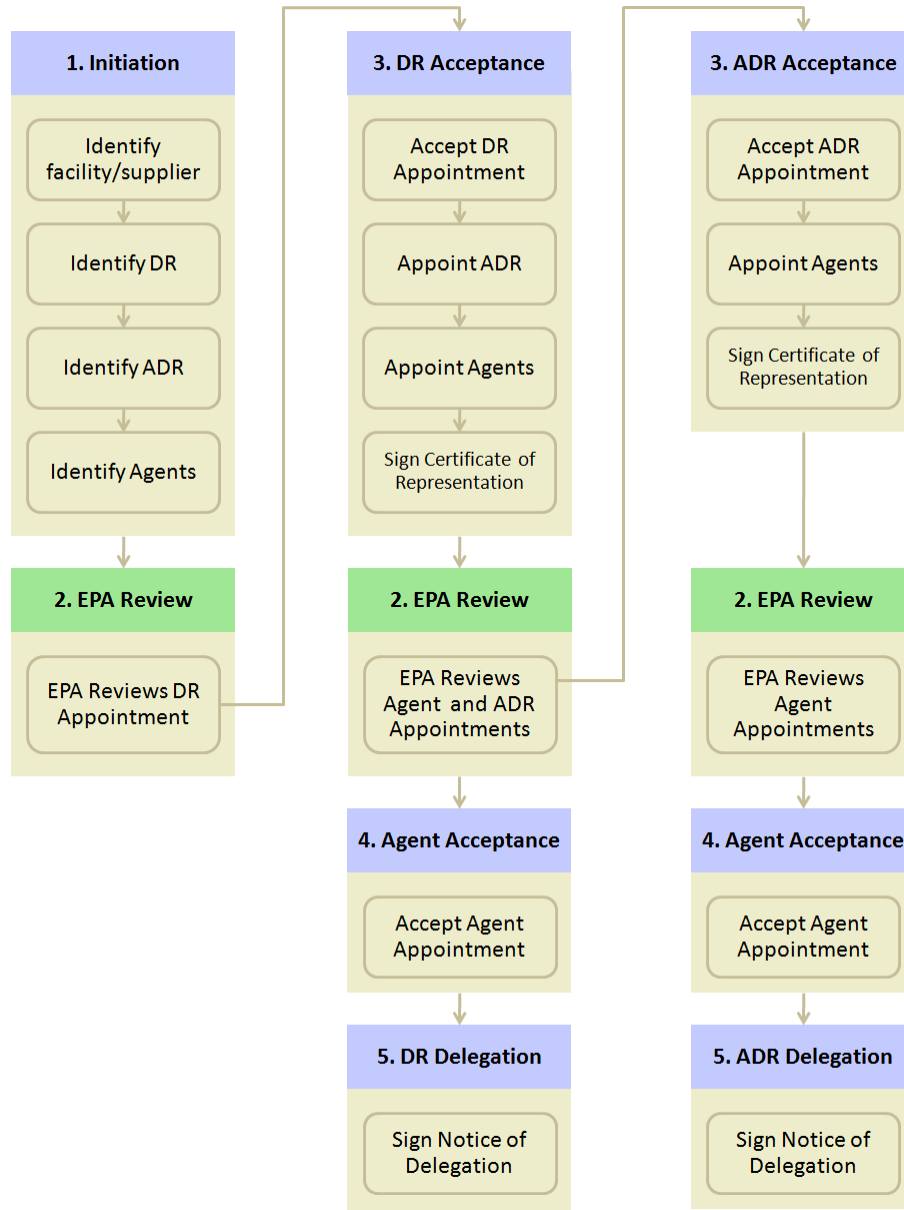 1. Initiation
Identify
facility/supplier
Identify DR
Identify ADR
Identify Agents
2. EPA Review
EPA Reviews DR
Appointment
3. DR Acceptance
Accept DR
Appointment
Appoint ADR
Appoint Agents
Sign Certificate of
Representation
2. EPA Review
EPA Reviews
Agent and ADR
Appointments
4. Agent Acceptance
Accept Agent
Appointment
5. DR Delegation
Sign Notice of
Delegation
3. ADR Acceptance
Accept ADR
Appointment
Appoint Agents
Sign Certificate of
Representation
2. EPA Review
EPA Reviews
Agent
Appointments
4. Agent Acceptance
Accept Agent
Appointment
5. ADR Delegation
Sign Notice of
Delegation